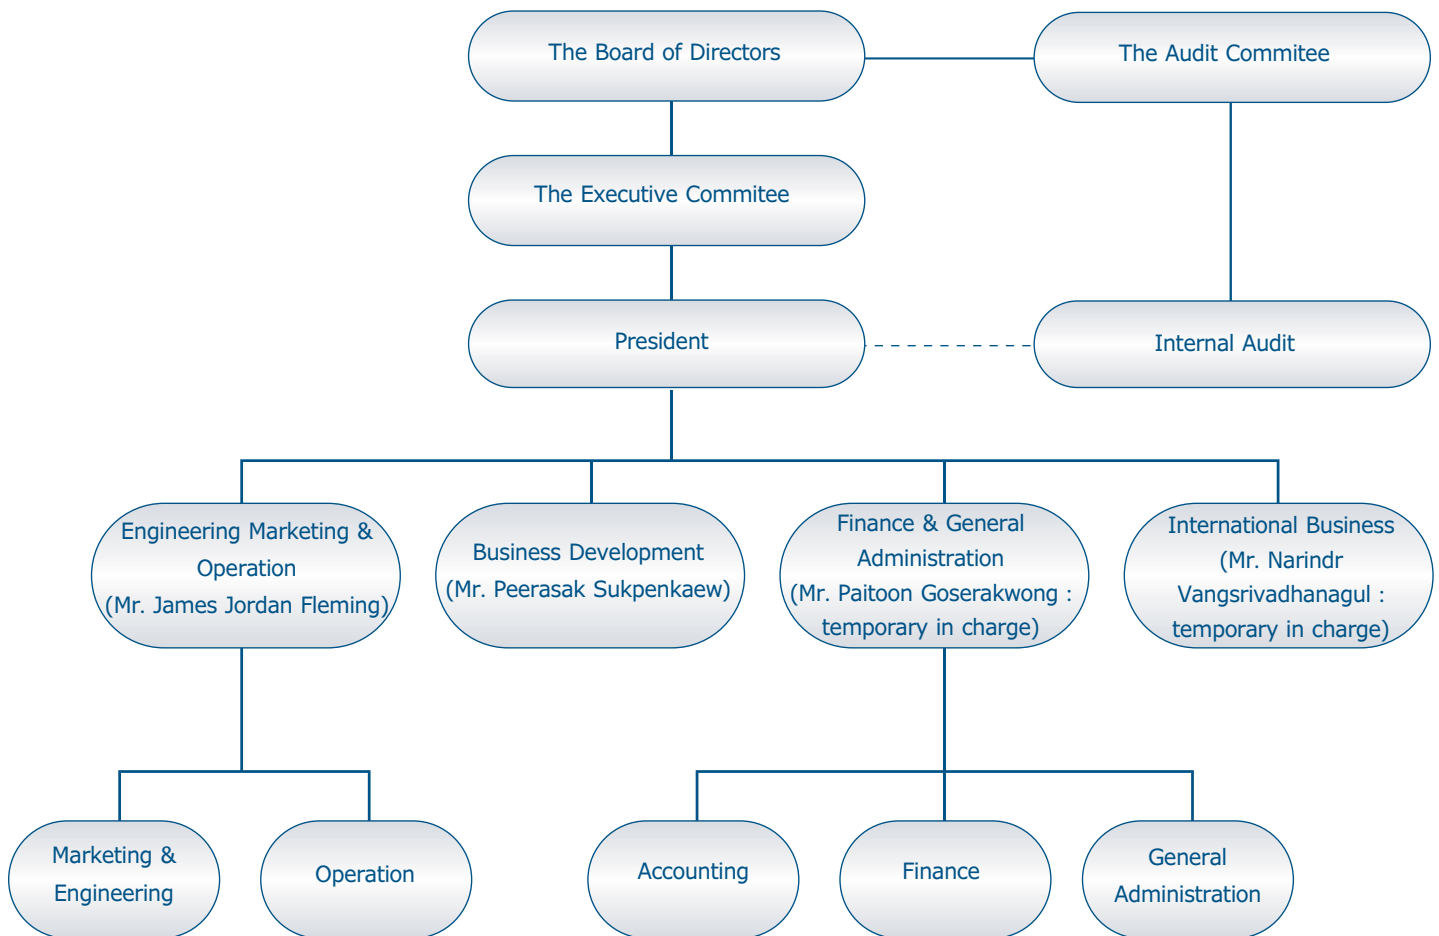 The Board of Directors
The Audit Commitee
The Executive Commitee
President
Internal Audit
Engineering Marketing &
Operation
(Mr. James Jordan Fleming)
Business Development
(Mr. Peerasak Sukpenkaew)
Finance & General
Administration
(Mr. Paitoon Goserakwong :
temporary in charge)
International Business
(Mr. Narindr
Vangsrivadhanagul :
temporary in charge)
Marketing &
Engineering
Operation
Accounting
Finance
General
Administration